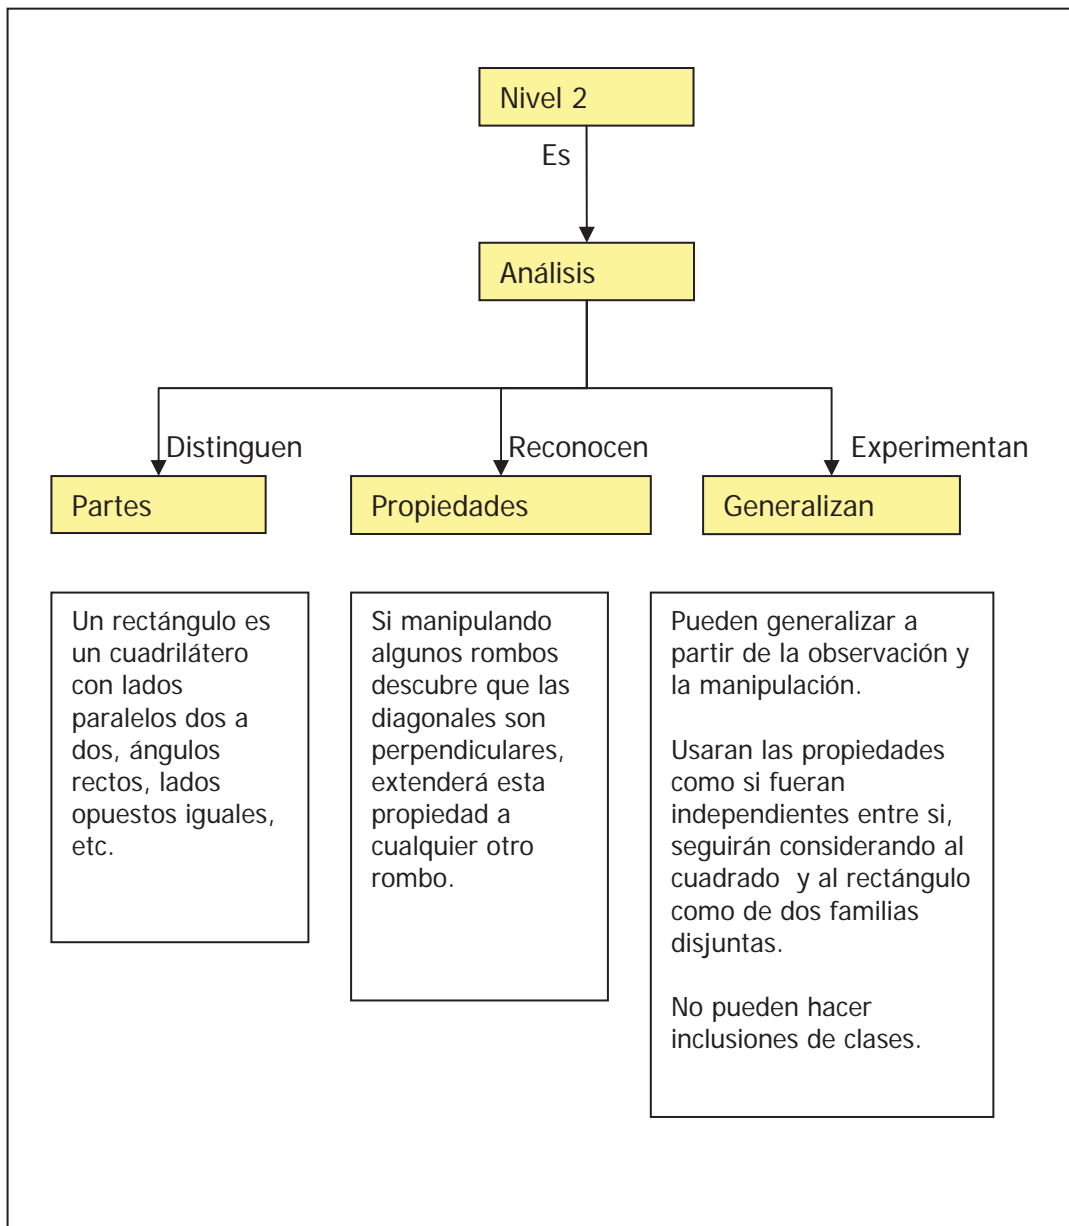 Nivel 2
Es
Análisis
Distinguen
Reconocen
Experimentan
Partes
Propiedades
Generalizan
Un rectángulo es
un cuadrilátero
con lados
paralelos dos a
dos, ángulos
rectos, lados
opuestos iguales,
etc.
Si manipulando
algunos rombos
descubre que las
diagonales son
perpendiculares,
extenderá esta
propiedad a
cualquier otro
rombo.
Pueden generalizar a
partir de la observación y
la manipulación.
Usaran las propiedades
como si fueran
independientes entre si,
seguirán considerando al
cuadrado y al rectángulo
como de dos familias
disjuntas.
No pueden hacer
inclusiones de clases.